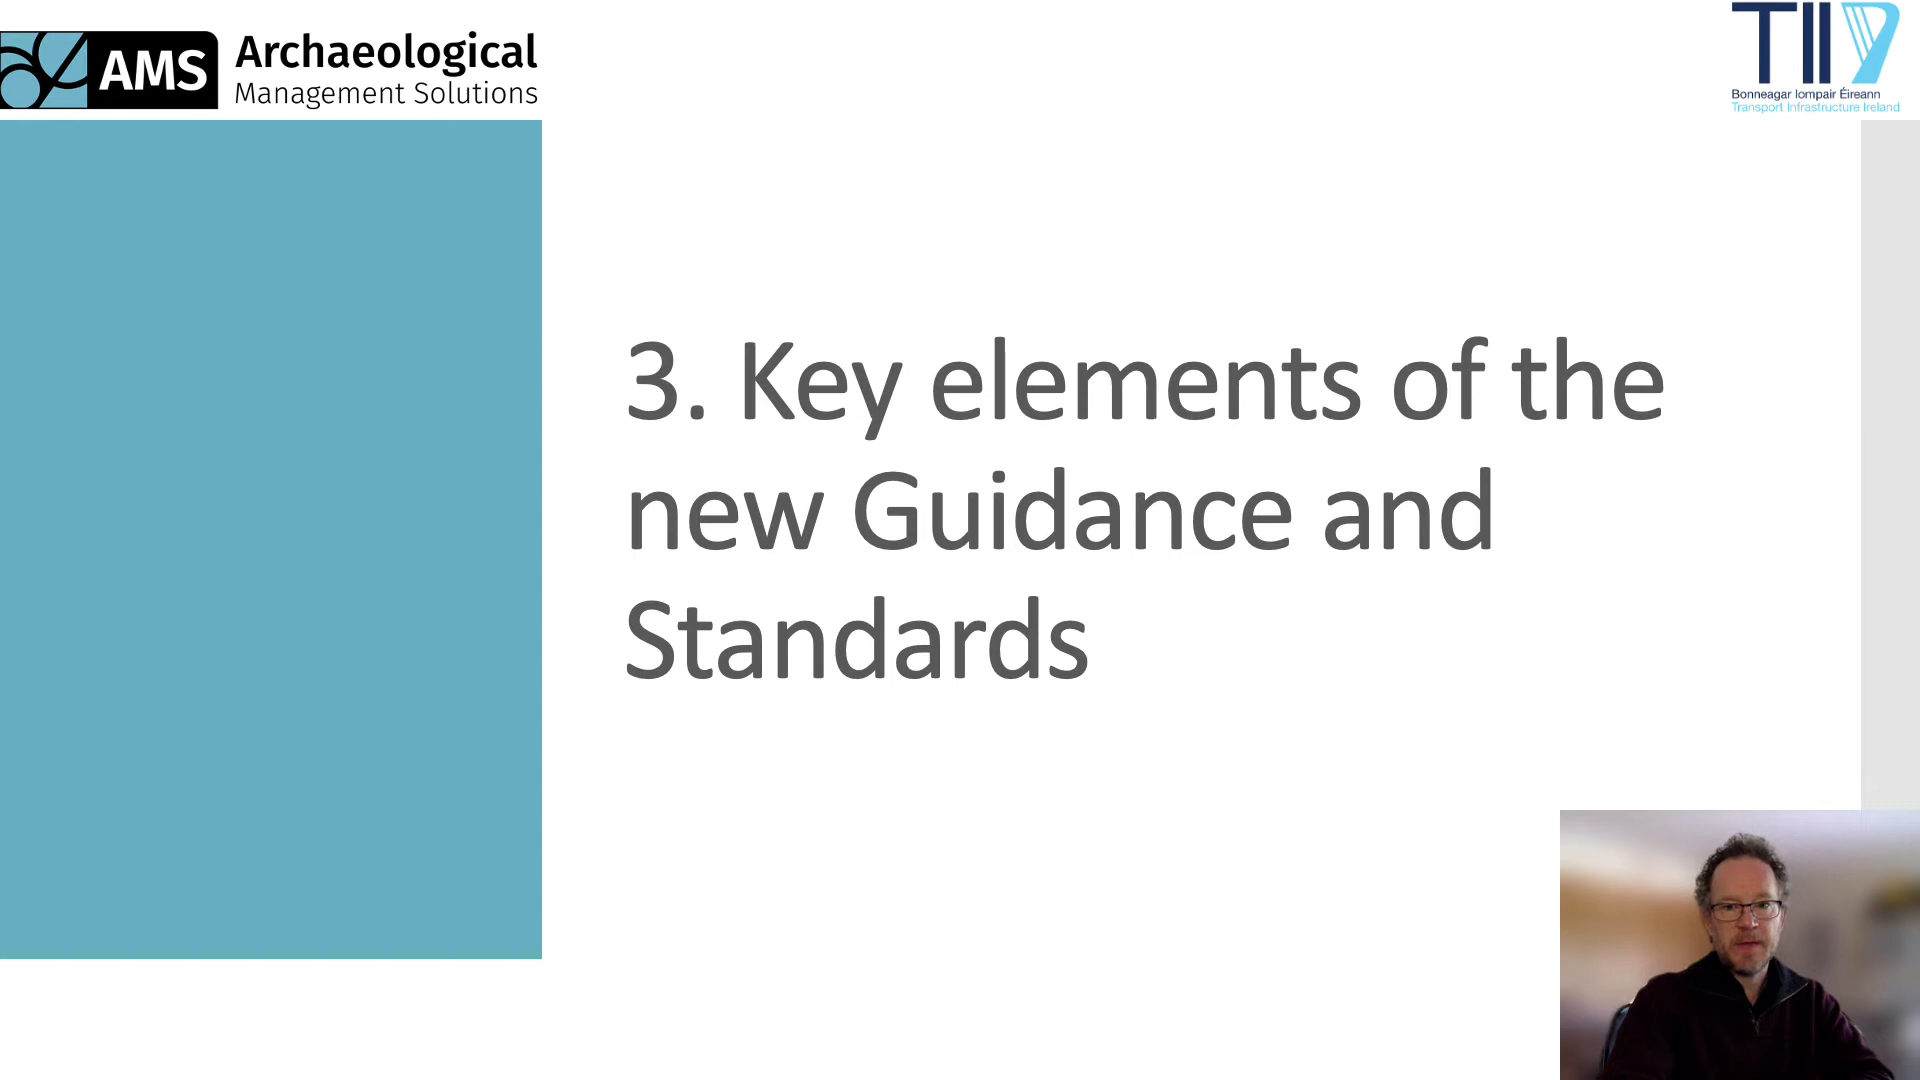 AMS
Archaeological
Management Solutions
TII
Bonneagar Iompair Éireann
Transport Infrastructure Ireland
3. Key elements of the
new Guidance and
Standards